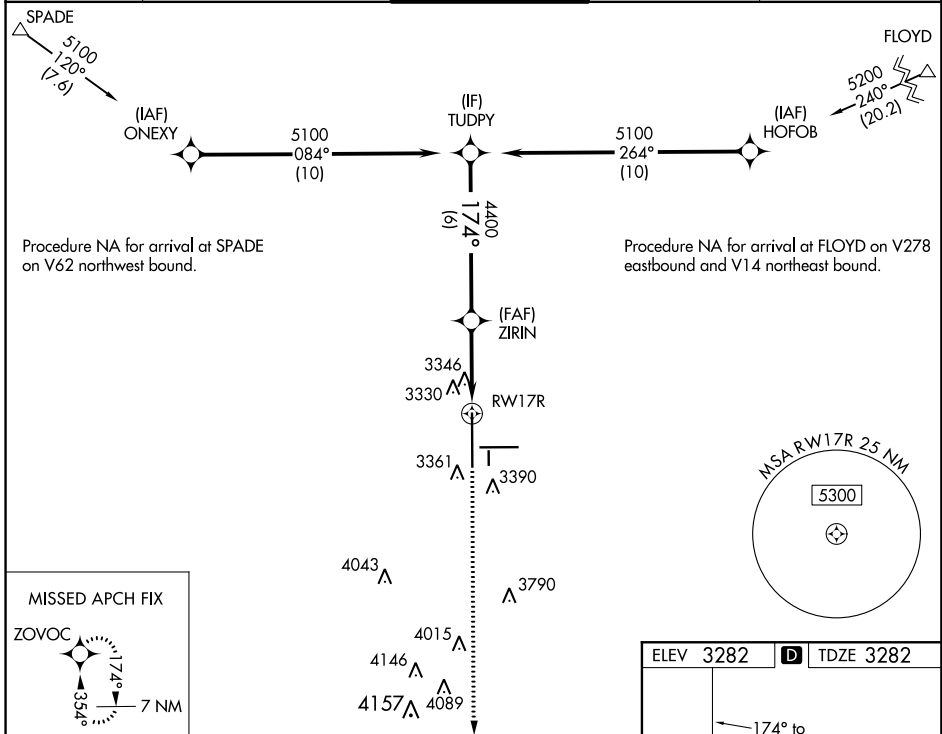 SPADE
5100
120°
(7.6)
(IAF)
ONEXY
5100
084°
(10)
(IF)
TUDPY
5100
264°
(10)
(IAF)
HOFOB
FLOYD
5200
240°
(20.2)
4400
174°
(6)
Procedure NA for arrival at SPADE
on V62 northwest bound.
Procedure NA for arrival at FLOYD on V278
eastbound and V14 northeast bound.
(FAF)
ZIRIN
3346
3330
RW17R
3361
3390
MSA RW17R 25 NM
5300
4043
3790
4015
4146
4089
4157
MISSED APCH FIX
ZOVOC
174°
354°
7 NM
ELEV 3282 D TDZE 3282
174° to